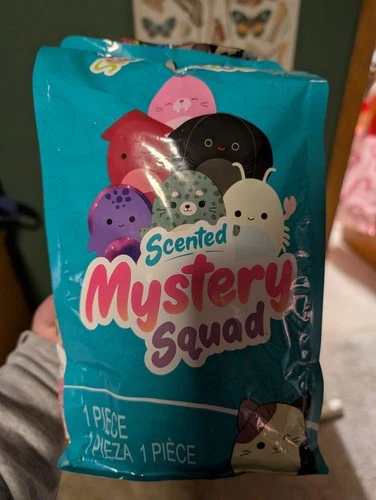 Scented
Mystery
Squad
1 PIECE
1 PIEZA 1 PIÈCE